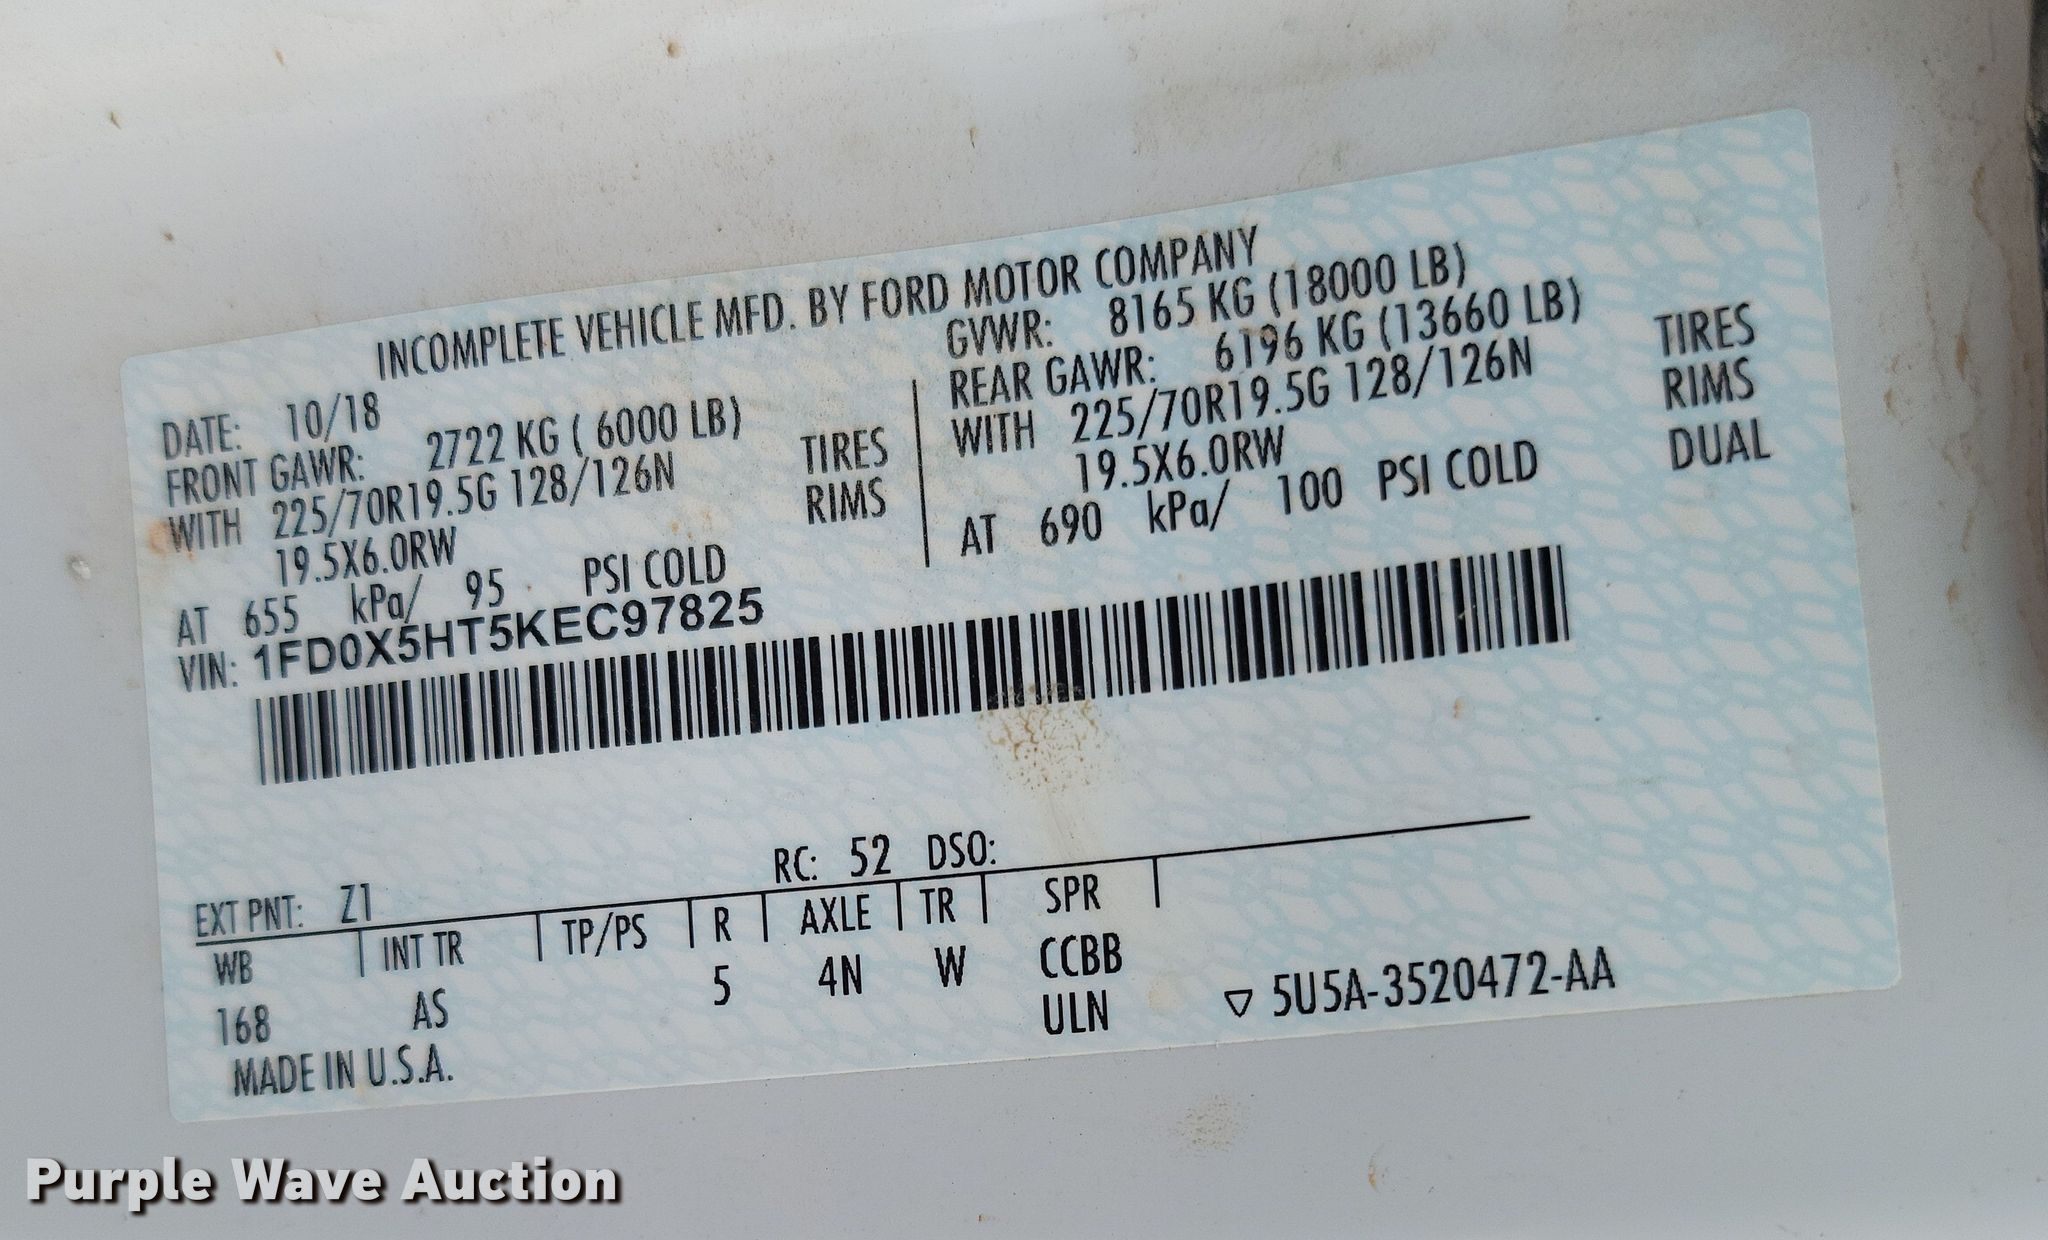 INCOMPLETE VEHICLE MFD. BY FORD MOTOR COMPANY
DATE: 10/18
FRONT GAWR: 2722 KG ( 6000 LB)
WITH 225/70R19.5G 128/126N TIRES
19.5X6.0RW RIMS
AT 655 kPa/ 95 PSI COLD
GVWR: 8165 KG (18000 LB)
REAR GAWR: 6196 KG (13660 LB)
WITH 225/70R19.5G 128/126N TIRES
19.5X6.0RW RIMS
AT 690 kPa/ 100 PSI COLD DUAL
VIN: 1FD0X5HT5KEC97825
EXT PNT: Z1 RC: 52 DSO:
WB INT TR TP/PS R AXLE TR SPR
168 AS 5 4N W CCBB
ULN
MADE IN U.S.A.
▽ 5U5A-3520472-AA
Purple Wave Auction